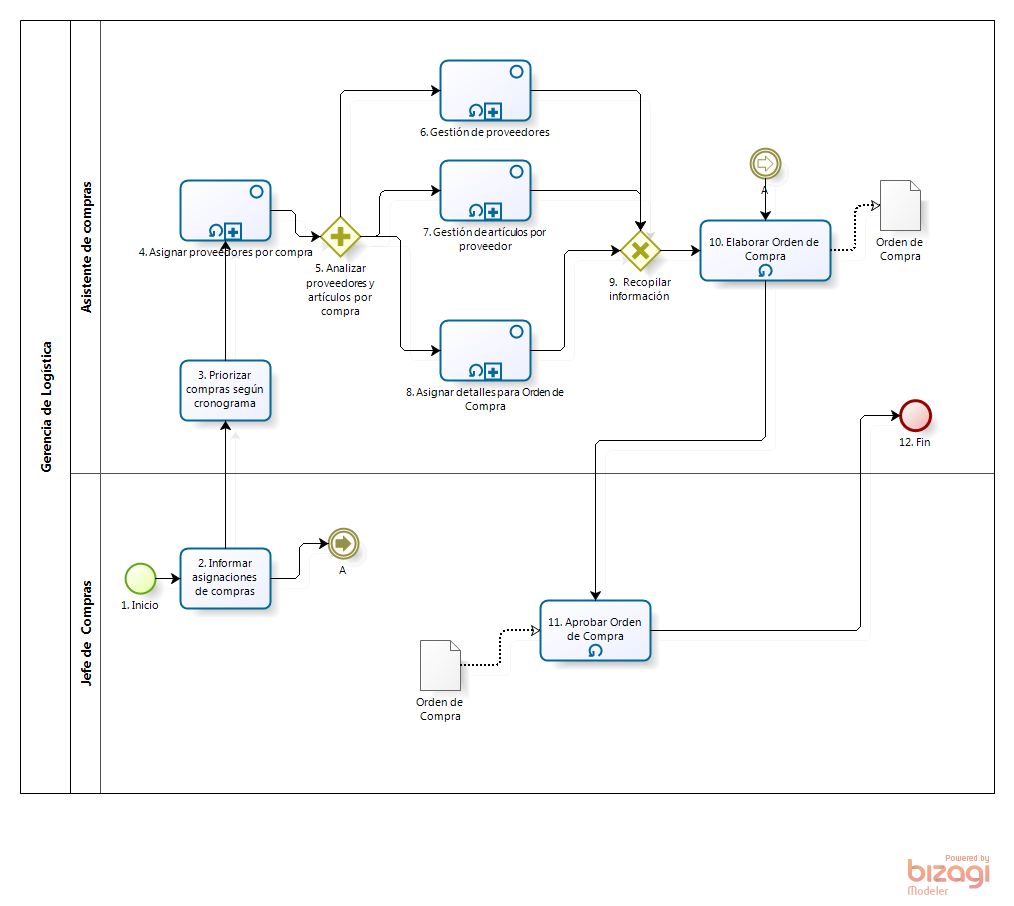 Gerencia de Logística
Asistente de compras
6. Gestión de proveedores
7. Gestión de artículos por
proveedor
4. Asignar proveedores por compra
5. Analizar
proveedores y
artículos por
compra
8. Asignar detalles para Orden de
Compra
9. Recopilar
información
A
10. Elaborar Orden de
Compra
Orden de
Compra
3. Priorizar
compras según
cronograma
12. Fin
Jefe de Compras
1. Inicio
2. Informar
asignaciones
de compras
A
11. Aprobar Orden
de Compra
Orden de
Compra
Powered by
bizagi
Modeler